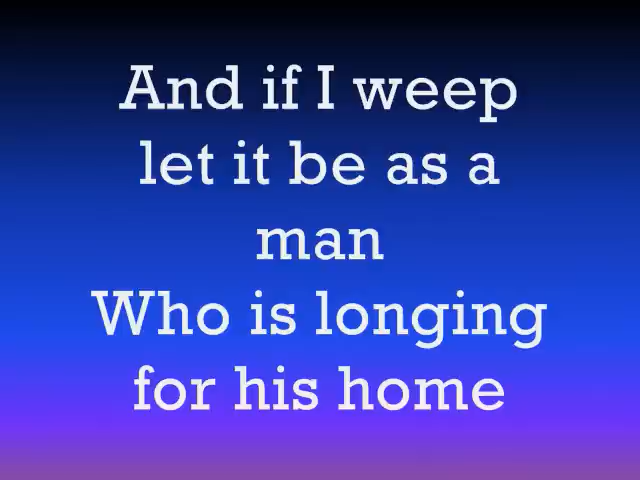 And if I weep
let it be as a
man
Who is longing
for his home